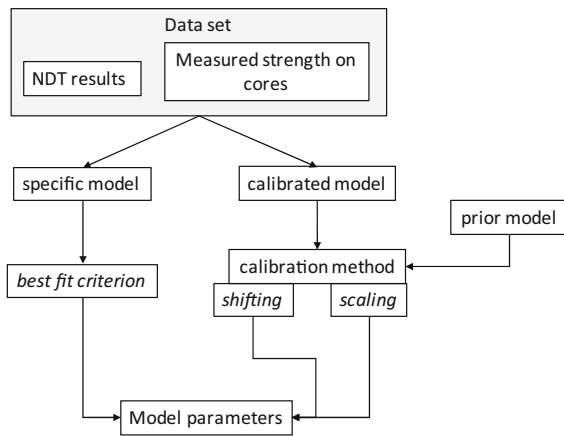 Data set
NDT results
Measured strength on
cores
specific model
calibrated model
prior model
best fit criterion
calibration method
shifting
scaling
Model parameters